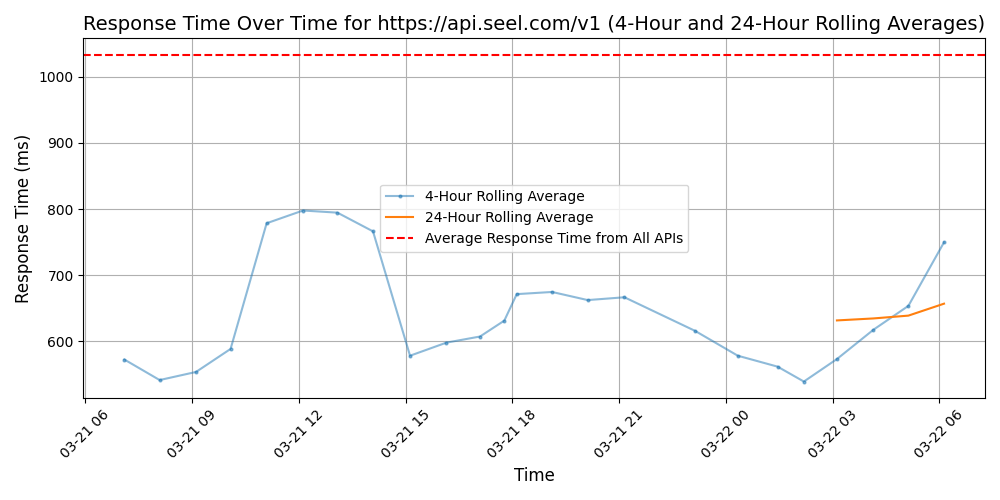 Response Time Over Time for https://api.seel.com/v1 (4-Hour and 24-Hour Rolling Averages)
Response Time (ms)
1000
900
800
700
600
4-Hour Rolling Average
24-Hour Rolling Average
Average Response Time from All APIs
03-21 06
03-21 09
03-21 12
03-21 15
03-21 18
03-21 21
03-22 00
03-22 03
03-22 06
Time